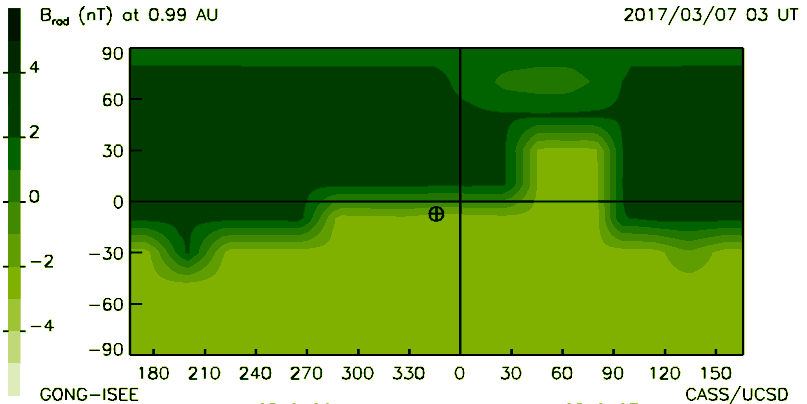 B_rad (nT) at 0.99 AU
2017/03/07 03 UT
4
2
0
−2
−4
90
60
30
0
−30
−60
−90
180 210 240 270 300 330 0 30 60 90 120 150
GONG−ISEE
CASS/UCSD